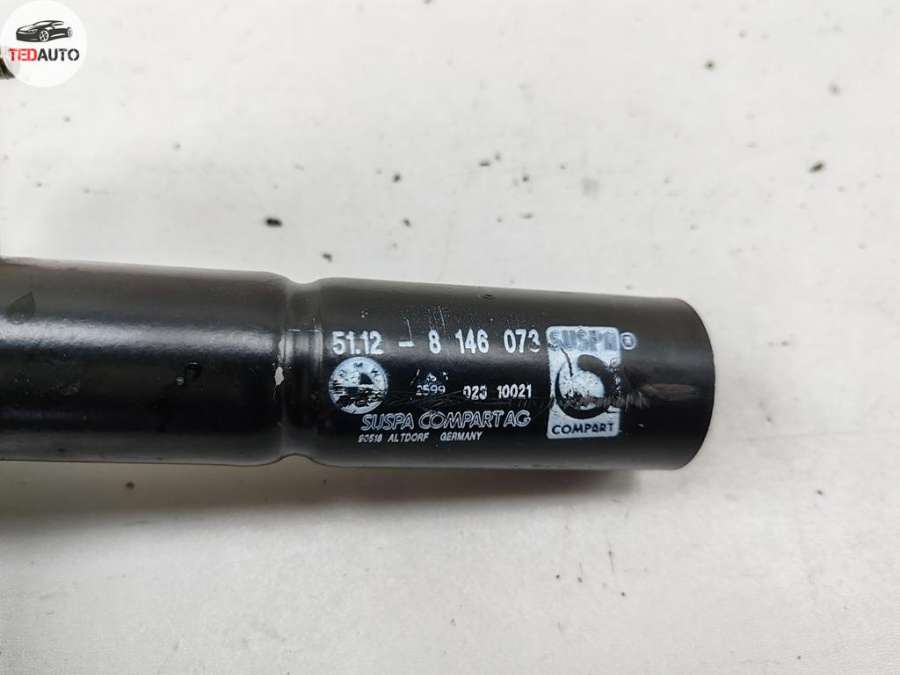 TEDAUTO
51.12 - 8 146 073
SUSPA®
2599 023 10021
SUSPA COMPART AG
COMPART
90518 ALTDORF GERMANY